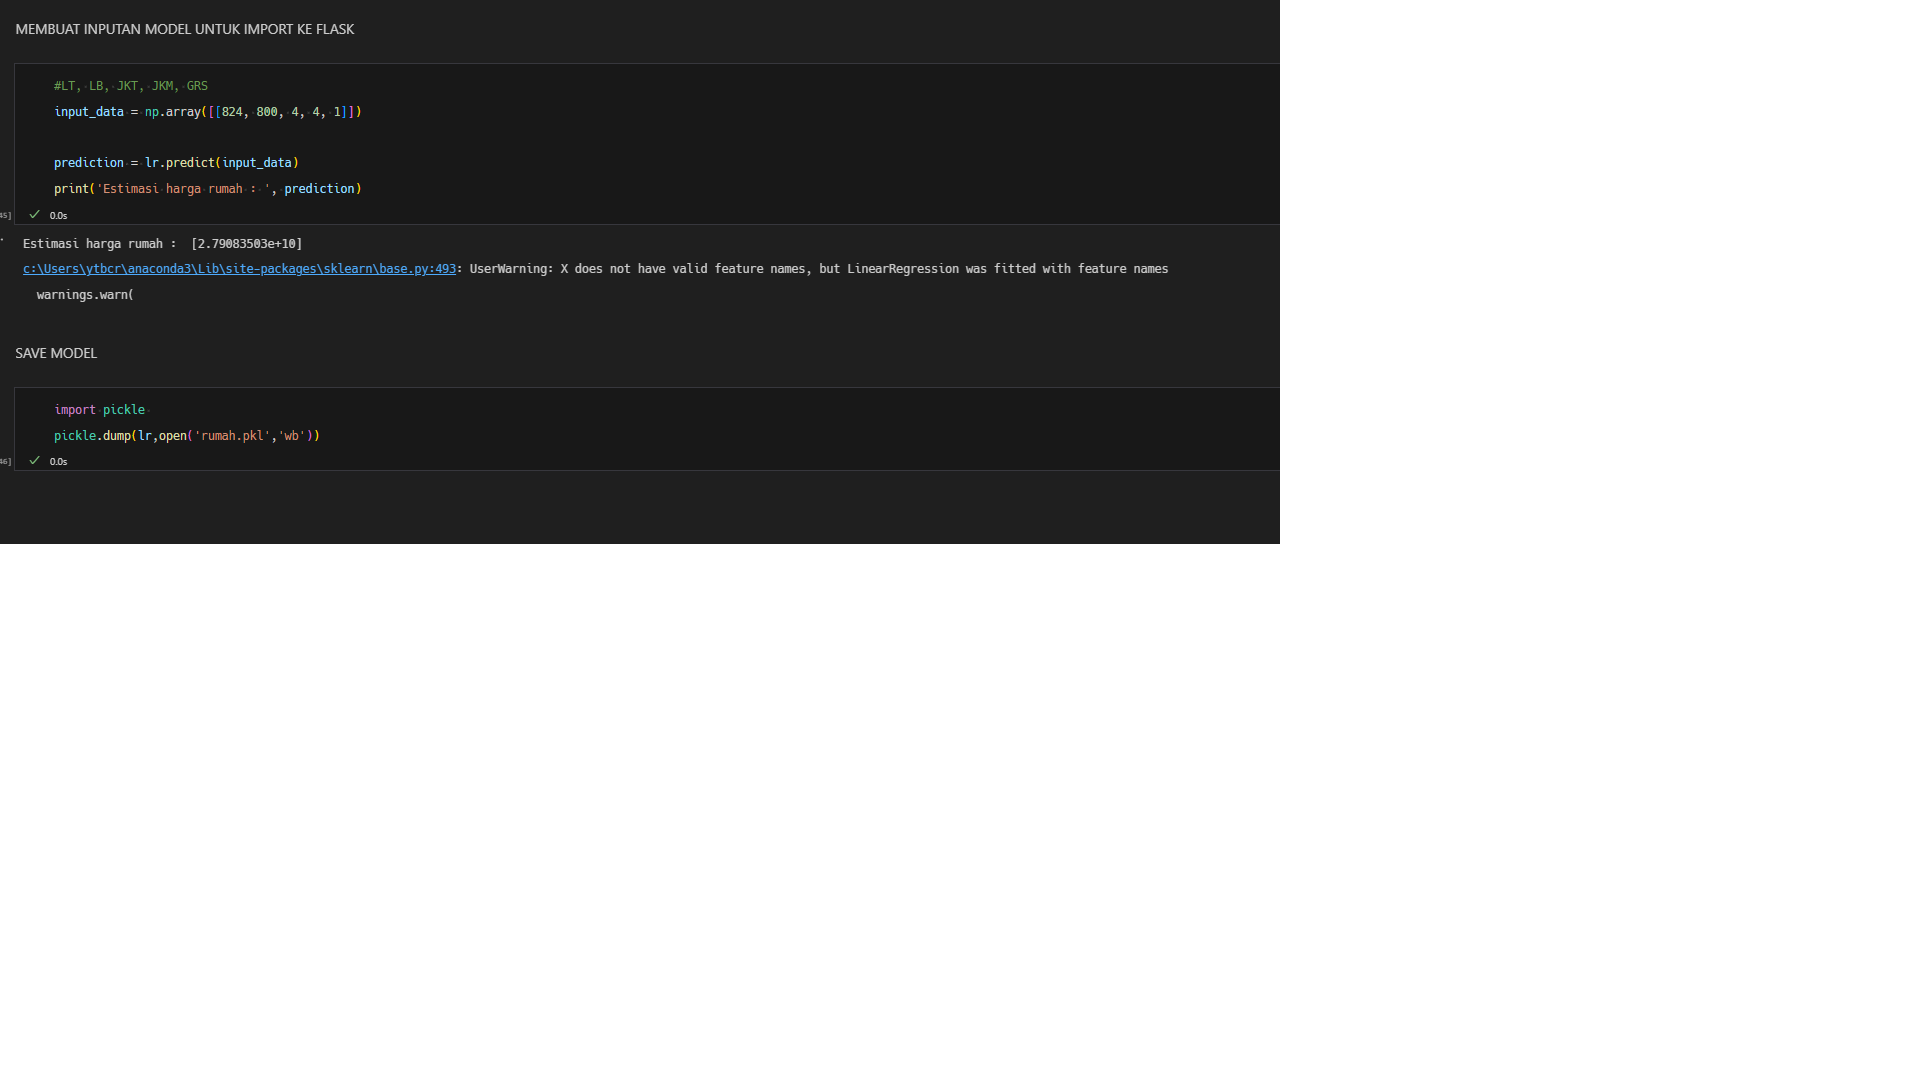 MEMBUAT INPUTAN MODEL UNTUK IMPORT KE FLASK
#LT, LB, JKT, JKM, GRS
input_data = np.array([[824, 800, 4, 4, 1]])
prediction = lr.predict(input_data)
print('Estimasi harga rumah : ', prediction)
45]
0.0s
Estimasi harga rumah :  [2.79083503e+10]
c:\Users\ytbcr\anaconda3\Lib\site-packages\sklearn\base.py:493: UserWarning: X does not have valid feature names, but LinearRegression was fitted with feature names
  warnings.warn(
SAVE MODEL
import pickle
pickle.dump(lr,open('rumah.pkl','wb'))
46]
0.0s